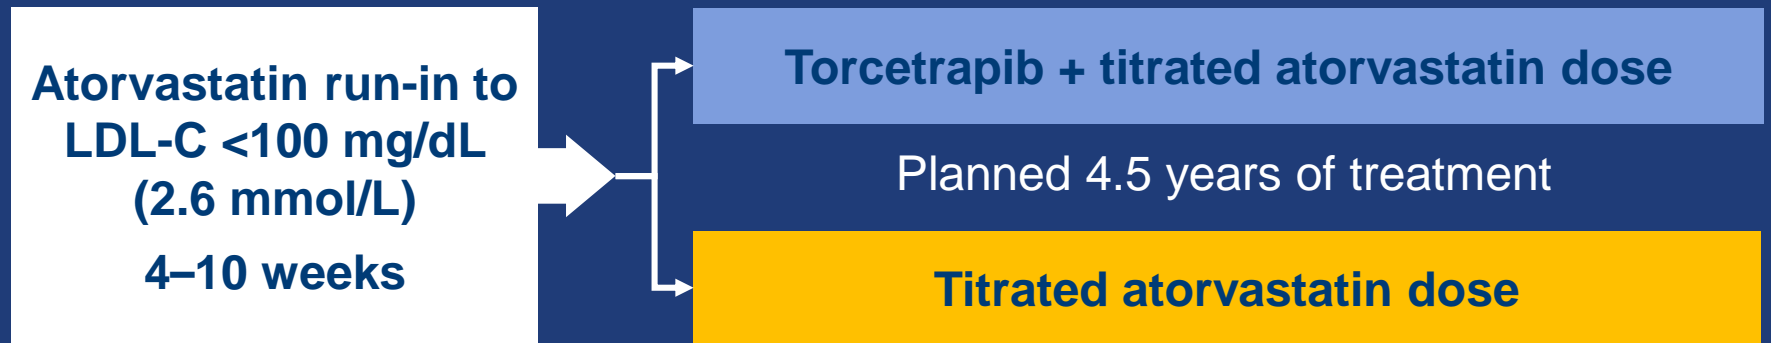 Atorvastatin run-in to
LDL-C <100 mg/dL
(2.6 mmol/L)
4–10 weeks
Torcetrapib + titrated atorvastatin dose
Planned 4.5 years of treatment
Titrated atorvastatin dose